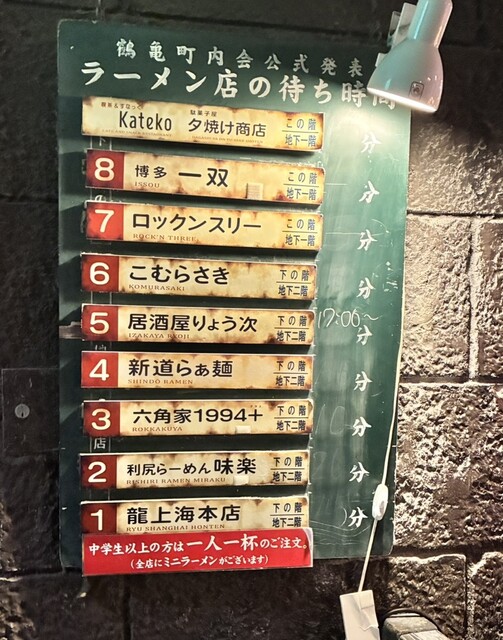 鶴亀町内会公式発表
ラーメン店の待ち時間
駄菓子屋
Kateko 夕焼け商店 この階 地下一階 分
8 博多 一双 ISSOU この階 地下一階 分
7 ロックンスリー ROCK'N THREE この階 地下一階 分
6 こむらさき KOMURASAKI 下の階 地下二階 分
5 居酒屋りょう次 IZAKAYA RYOJI 下の階 地下二階 17:00〜 分
4 新道らぁ麺 SHINDO RAMEN 下の階 地下二階 分
3 六角家1994+ ROKKAKUYA 下の階 地下二階 分
2 利尻らーめん 味楽 RISHIRI RAMEN MIRAKU 下の階 地下二階 分
1 龍上海本店 RYU SHANGHAI HONTEN 下の階 地下二階 分
中学生以上の方は一人一杯のご注文。
(全店にミニラーメンがございます)
店